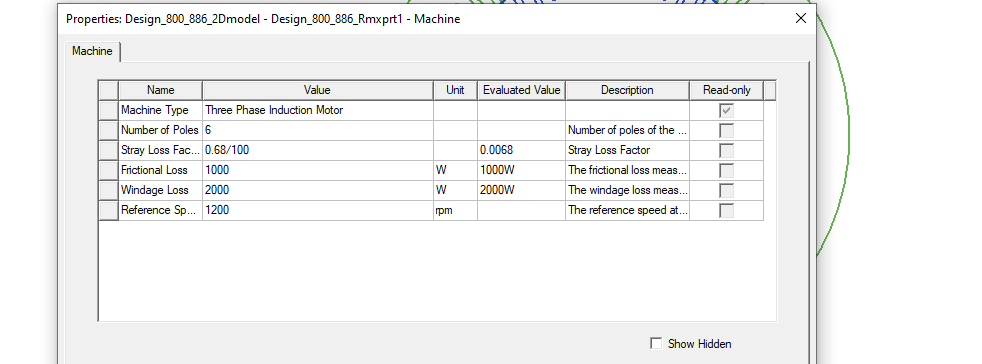 Properties: Design_800_886_2Dmodel - Design_800_886_Rmxprt1 - Machine
Machine
Name Value Unit Evaluated Value Description Read-only
Machine Type Three Phase Induction Motor
Number of Poles 6 Number of poles of the ...
Stray Loss Fac... 0.68/100 0.0068 Stray Loss Factor
Frictional Loss 1000 W 1000W The frictional loss meas...
Windage Loss 2000 W 2000W The windage loss meas...
Reference Sp... 1200 rpm The reference speed at...
Show Hidden